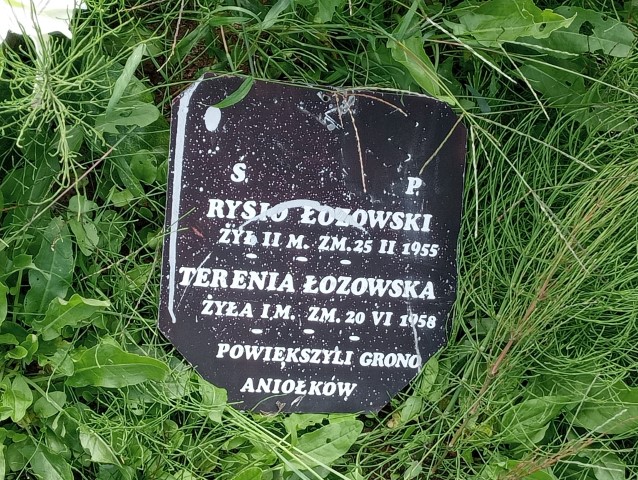 Ś P
RYSIO ŁOZOWSKI
ŻYŁ II M. ZM. 25 II 1955
TERENIA ŁOZOWSKA
ŻYŁA I M. ZM. 20 VI 1958
POWIĘKSZYLI GRONO
ANIOŁKÓW